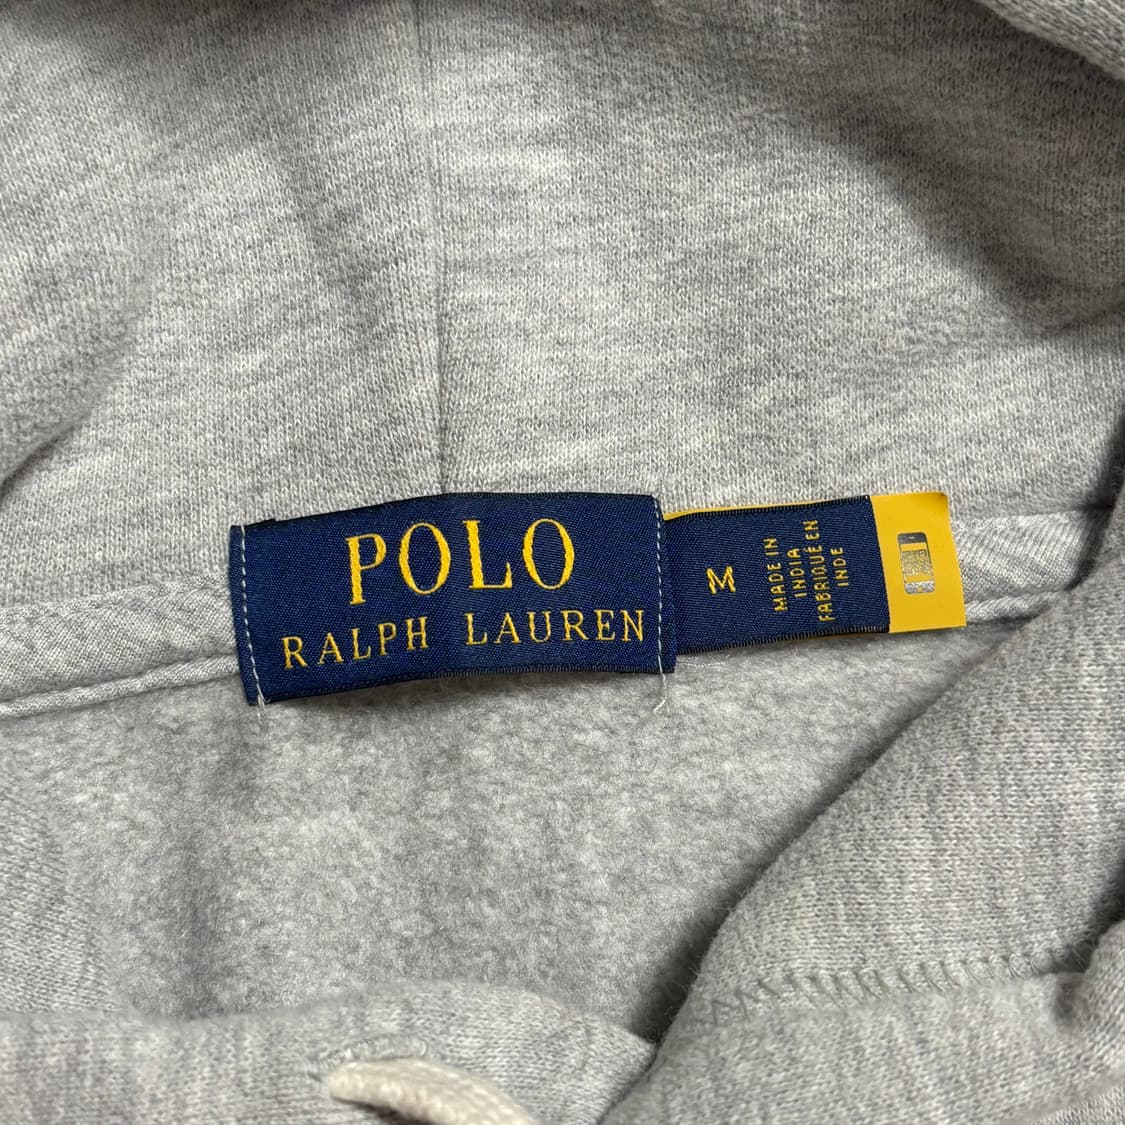 POLO
RALPH LAUREN
M
MADE IN
INDIA
FABRIQUÉ EN
INDE